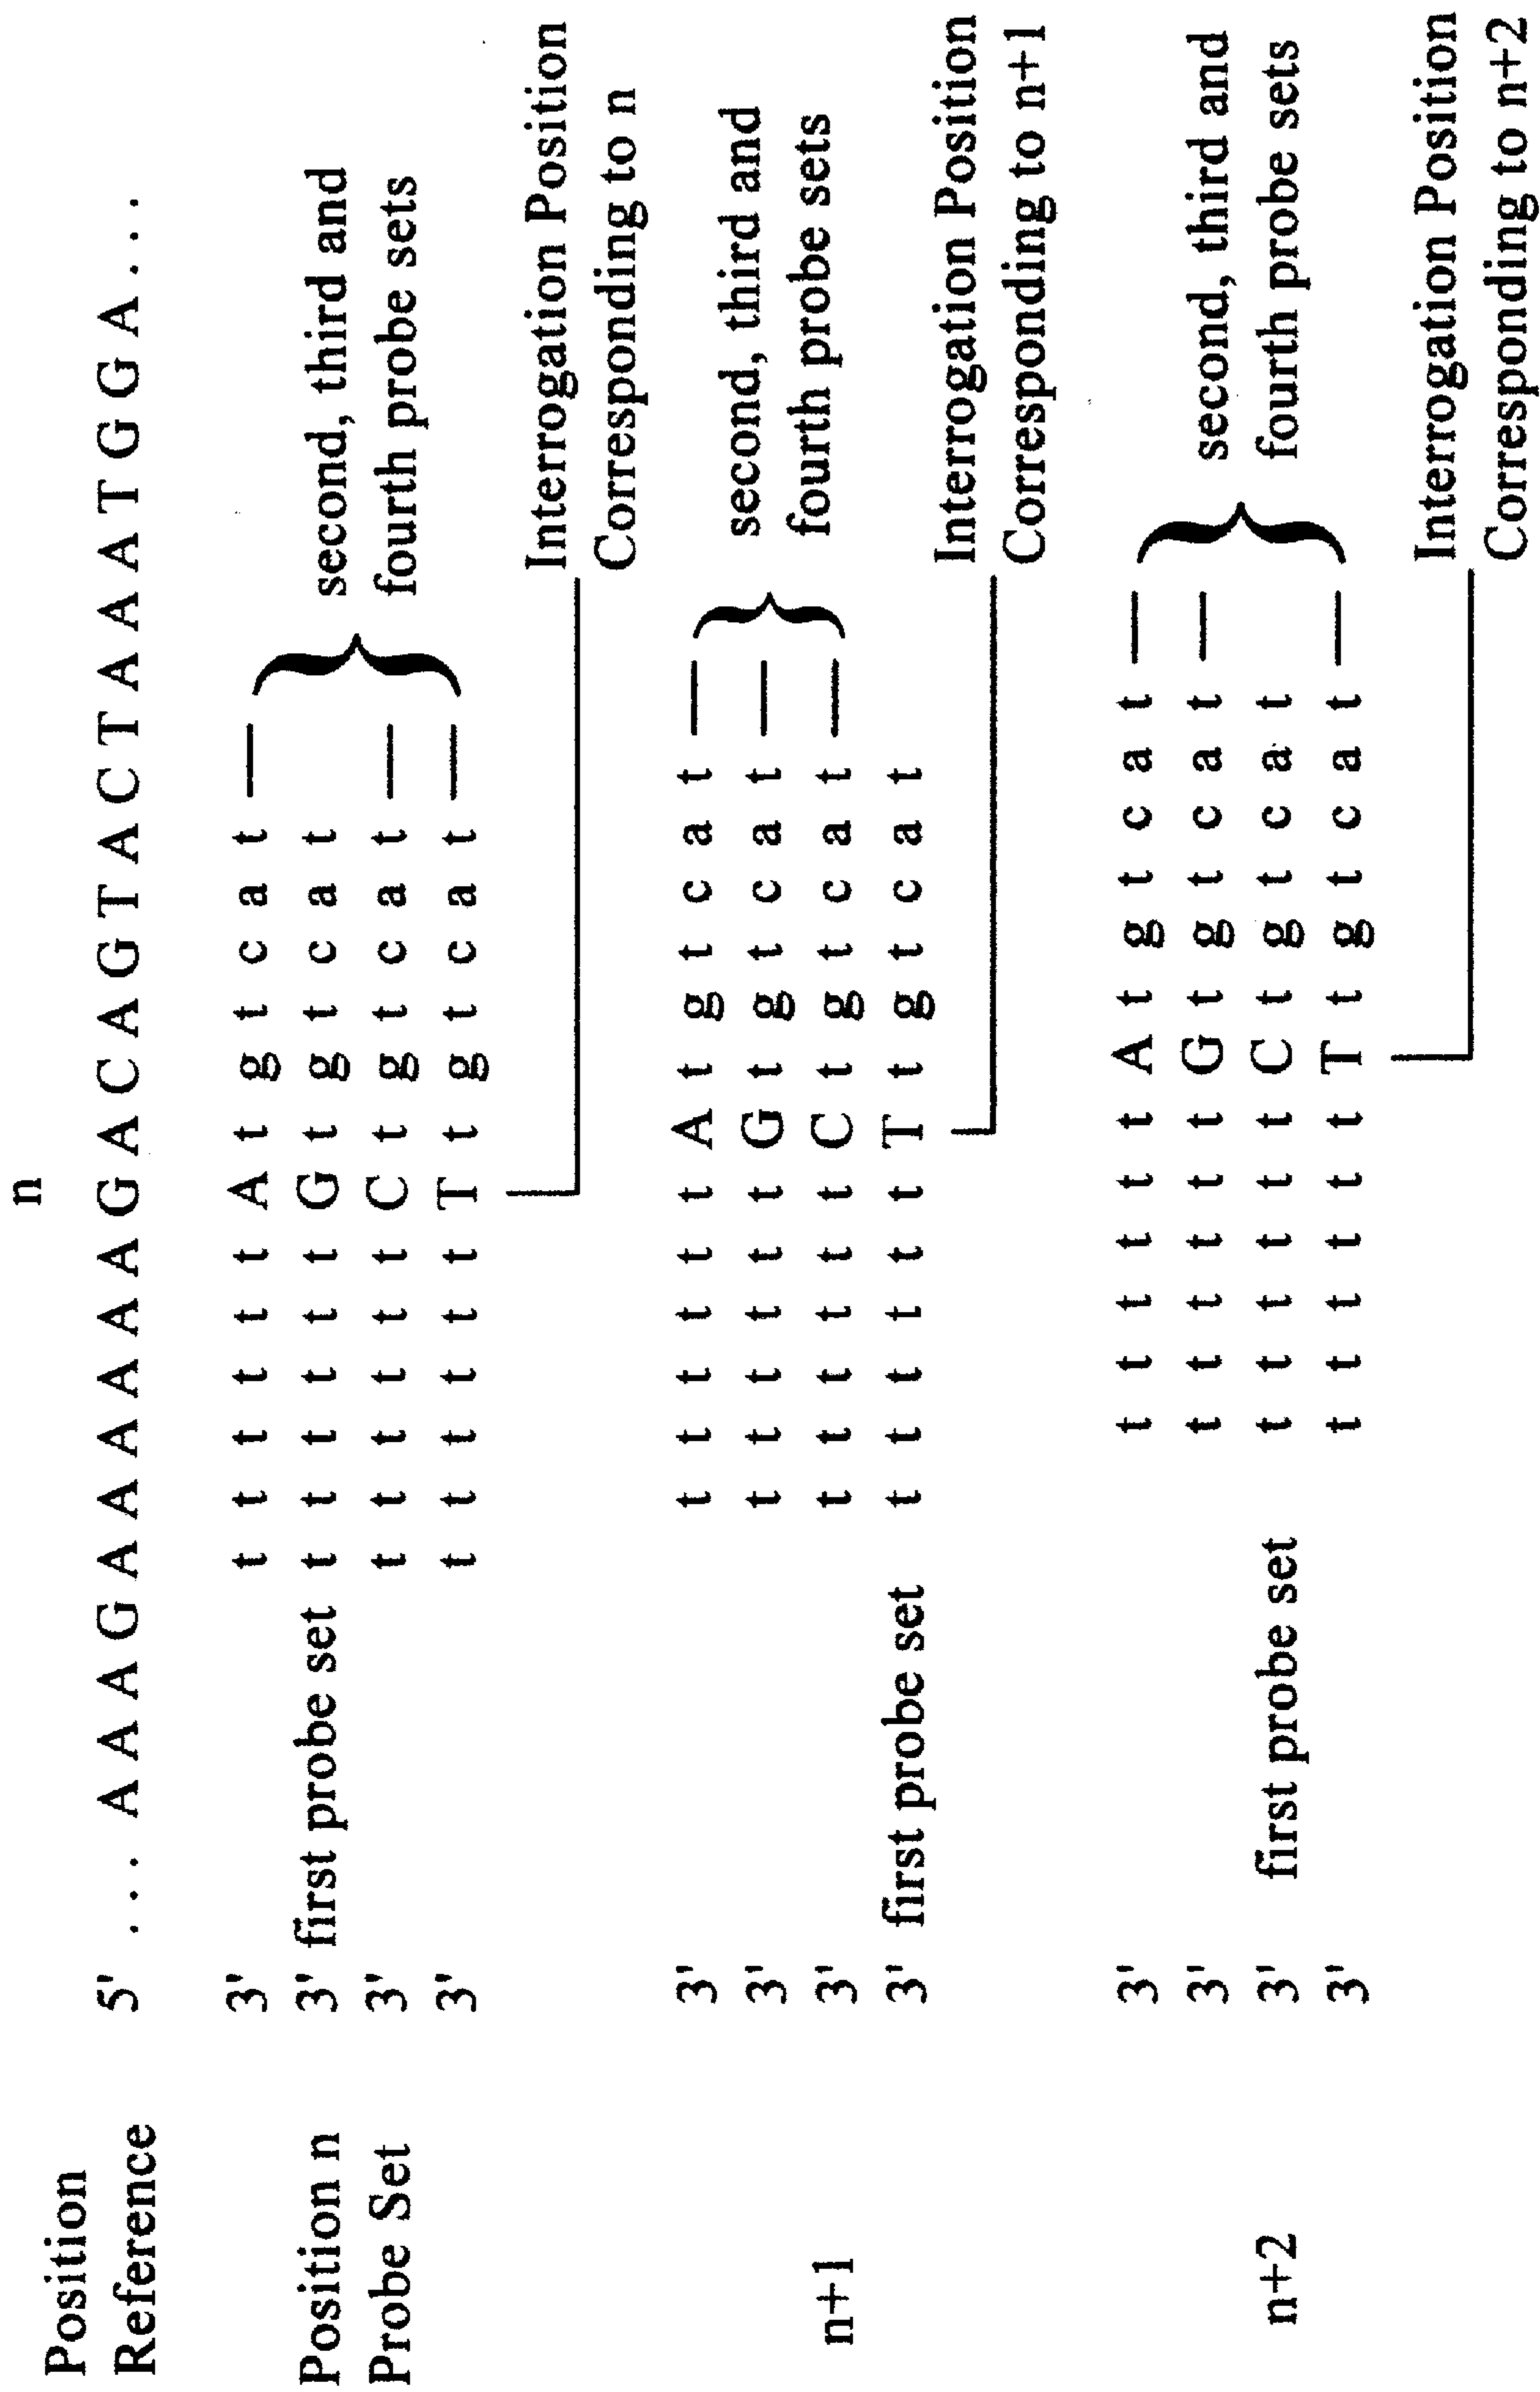 n
Position
Reference 5' ... A A A G A A A A A A G A C A G T A C T A A A T G G A ...
3' t t t t t t A t g t c a t
Position n 3' first probe set t t t t t t G t g t c a t second, third and
Probe Set 3' t t t t t t C t g t c a t fourth probe sets
3' t t t t t t T t g t c a t
Interrogation Position
Corresponding to n
3' t t t t t t A t g t c a t second, third and
3' t t t t t t G t g t c a t fourth probe sets
n+1 3' t t t t t t C t g t c a t
3' first probe set t t t t t t T t g t c a t
Interrogation Position
Corresponding to n+1
3' t t t t t t A t g t c a t
3' t t t t t t G t g t c a t second, third and
n+2 3' first probe set t t t t t t C t g t c a t fourth probe sets
3' t t t t t t T t g t c a t
Interrogation Position
Corresponding to n+2